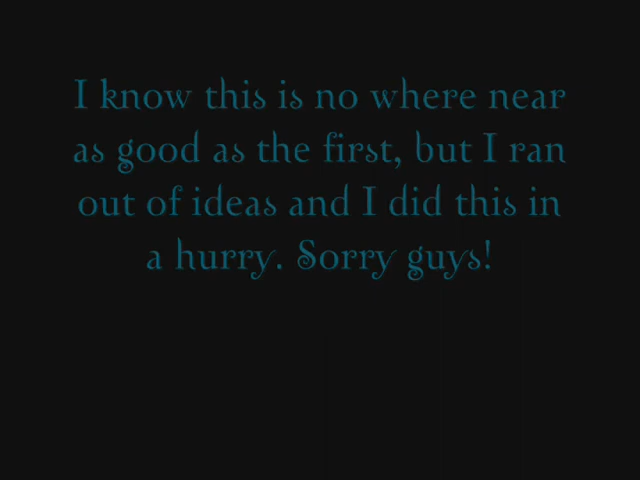 I know this is no where near
as good as the first, but I ran
out of ideas and I did this in
a hurry. Sorry guys!